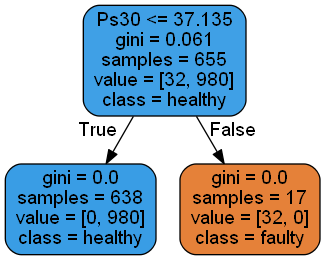 Ps30 <= 37.135
gini = 0.061
samples = 655
value = [32, 980]
class = healthy
True
False
gini = 0.0
samples = 638
value = [0, 980]
class = healthy
gini = 0.0
samples = 17
value = [32, 0]
class = faulty